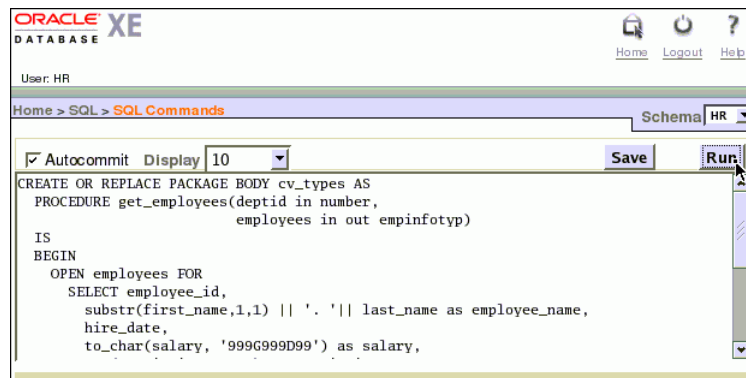 ORACLE XE
DATABASE
Home Logout Help
User: HR
Home > SQL > SQL Commands
Schema HR
Autocommit Display 10 Save Run
CREATE OR REPLACE PACKAGE BODY cv_types AS
PROCEDURE get_employees(deptid in number,
employees in out empinfotyp)
IS
BEGIN
OPEN employees FOR
SELECT employee_id,
substr(first_name,1,1) || '. '|| last_name as employee_name,
hire_date,
to_char(salary, '999G999D99') as salary,